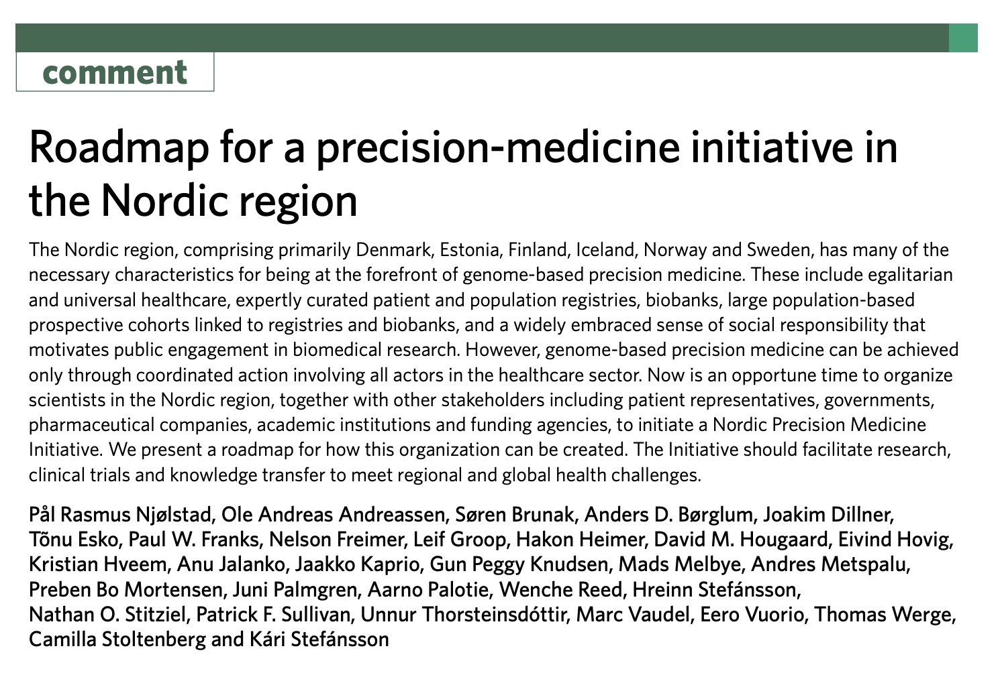 comment
Roadmap for a precision-medicine initiative in
the Nordic region
The Nordic region, comprising primarily Denmark, Estonia, Finland, Iceland, Norway and Sweden, has many of the
necessary characteristics for being at the forefront of genome-based precision medicine. These include egalitarian
and universal healthcare, expertly curated patient and population registries, biobanks, large population-based
prospective cohorts linked to registries and biobanks, and a widely embraced sense of social responsibility that
motivates public engagement in biomedical research. However, genome-based precision medicine can be achieved
only through coordinated action involving all actors in the healthcare sector. Now is an opportune time to organize
scientists in the Nordic region, together with other stakeholders including patient representatives, governments,
pharmaceutical companies, academic institutions and funding agencies, to initiate a Nordic Precision Medicine
Initiative. We present a roadmap for how this organization can be created. The Initiative should facilitate research,
clinical trials and knowledge transfer to meet regional and global health challenges.
Pål Rasmus Njølstad, Ole Andreas Andreassen, Søren Brunak, Anders D. Børglum, Joakim Dillner,
Tõnu Esko, Paul W. Franks, Nelson Freimer, Leif Groop, Hakon Heimer, David M. Hougaard, Eivind Hovig,
Kristian Hveem, Anu Jalanko, Jaakko Kaprio, Gun Peggy Knudsen, Mads Melbye, Andres Metspalu,
Preben Bo Mortensen, Juni Palmgren, Aarno Palotie, Wenche Reed, Hreinn Stefánsson,
Nathan O. Stitziel, Patrick F. Sullivan, Unnur Thorsteinsdóttir, Marc Vaudel, Eero Vuorio, Thomas Werge,
Camilla Stoltenberg and Kári Stefánsson